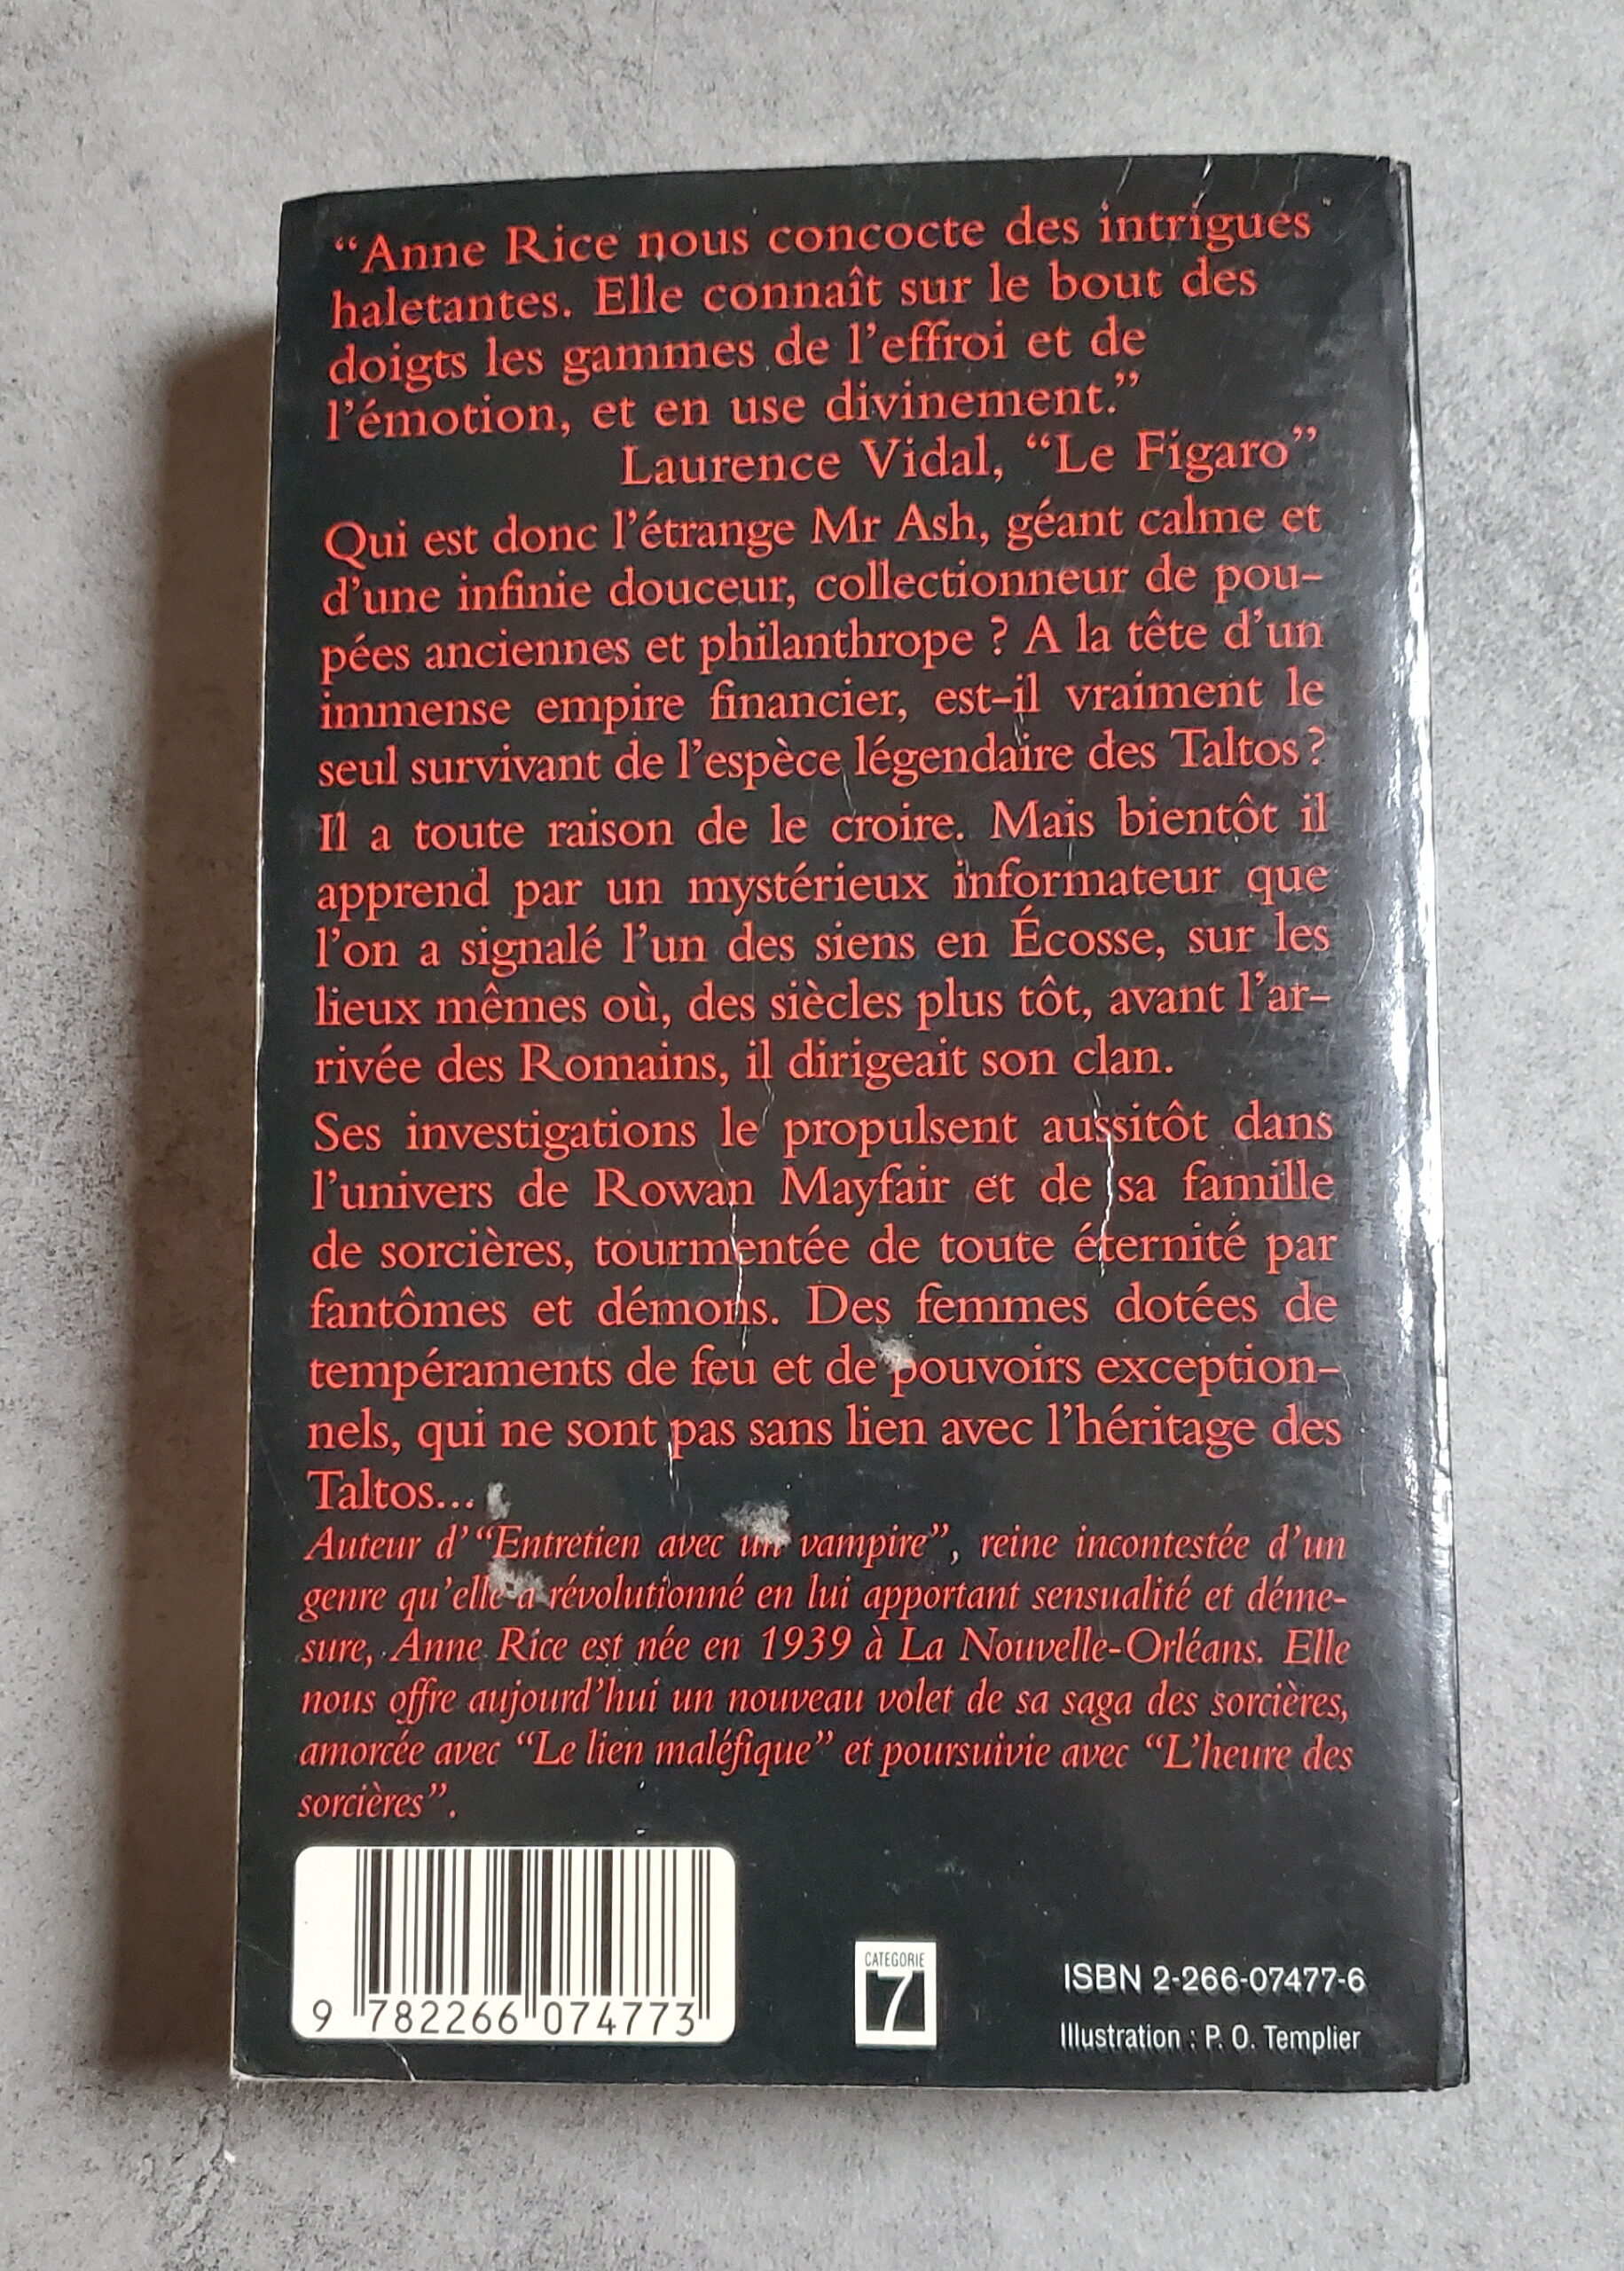 “Anne Rice nous concocte des intrigues
haletantes. Elle connaît sur le bout des
doigts les gammes de l’effroi et de
l’émotion, et en use divinement.”
Laurence Vidal, “Le Figaro”
Qui est donc l’étrange Mr Ash, géant calme et
d’une infinie douceur, collectionneur de pou-
pées anciennes et philanthrope ? A la tête d’un
immense empire financier, est-il vraiment le
seul survivant de l’espèce légendaire des Taltos ?
Il a toute raison de le croire. Mais bientôt il
apprend par un mystérieux informateur que
l’on a signalé l’un des siens en Écosse, sur les
lieux mêmes où, des siècles plus tôt, avant l’ar-
rivée des Romains, il dirigeait son clan.
Ses investigations le propulsent aussitôt dans
l’univers de Rowan Mayfair et de sa famille
de sorcières, tourmentée de toute éternité par
fantômes et démons. Des femmes dotées de
tempéraments de feu et de pouvoirs exception-
nels, qui ne sont pas sans lien avec l’héritage des
Taltos...
Auteur d’“Entretien avec un vampire”, reine incontestée d’un
genre qu’elle a révolutionné en lui apportant sensualité et déme-
sure, Anne Rice est née en 1939 à La Nouvelle-Orléans. Elle
nous offre aujourd’hui un nouveau volet de sa saga des sorcières,
amorcée avec “Le lien maléfique” et poursuivie avec “L’heure des
sorcières”.
9 782266 074773
CATEGORIE
7
ISBN 2-266-07477-6
Illustration : P. O. Templier